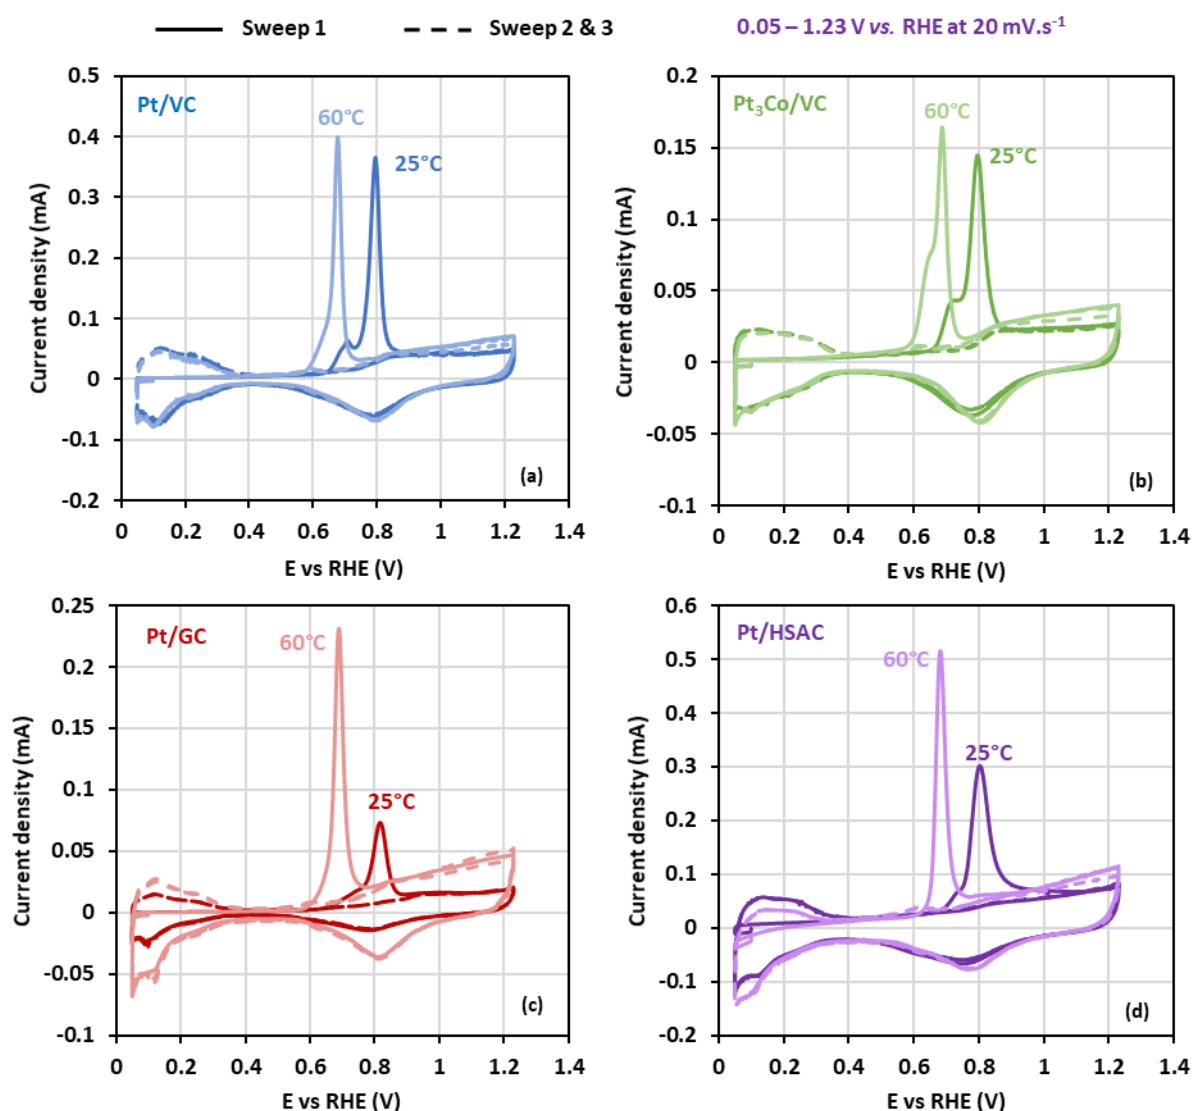 Sweep 1
Sweep 2 & 3
0.05 – 1.23 V vs. RHE at 20 mV.s⁻¹
Pt/VC
60°C
25°C
(a)
Current density (mA)
0.5
0.4
0.3
0.2
0.1
0
-0.1
-0.2
0 0.2 0.4 0.6 0.8 1 1.2 1.4
E vs RHE (V)
Pt₃Co/VC
60°C
25°C
(b)
Current density (mA)
0.2
0.15
0.1
0.05
0
-0.05
-0.1
0 0.2 0.4 0.6 0.8 1 1.2 1.4
E vs RHE (V)
Pt/GC
60°C
25°C
(c)
Current density (mA)
0.25
0.2
0.15
0.1
0.05
0
-0.05
-0.1
0 0.2 0.4 0.6 0.8 1 1.2 1.4
E vs RHE (V)
Pt/HSAC
60°C
25°C
(d)
Current density (mA)
0.6
0.5
0.4
0.3
0.2
0.1
0
-0.1
-0.2
0 0.2 0.4 0.6 0.8 1 1.2 1.4
E vs RHE (V)